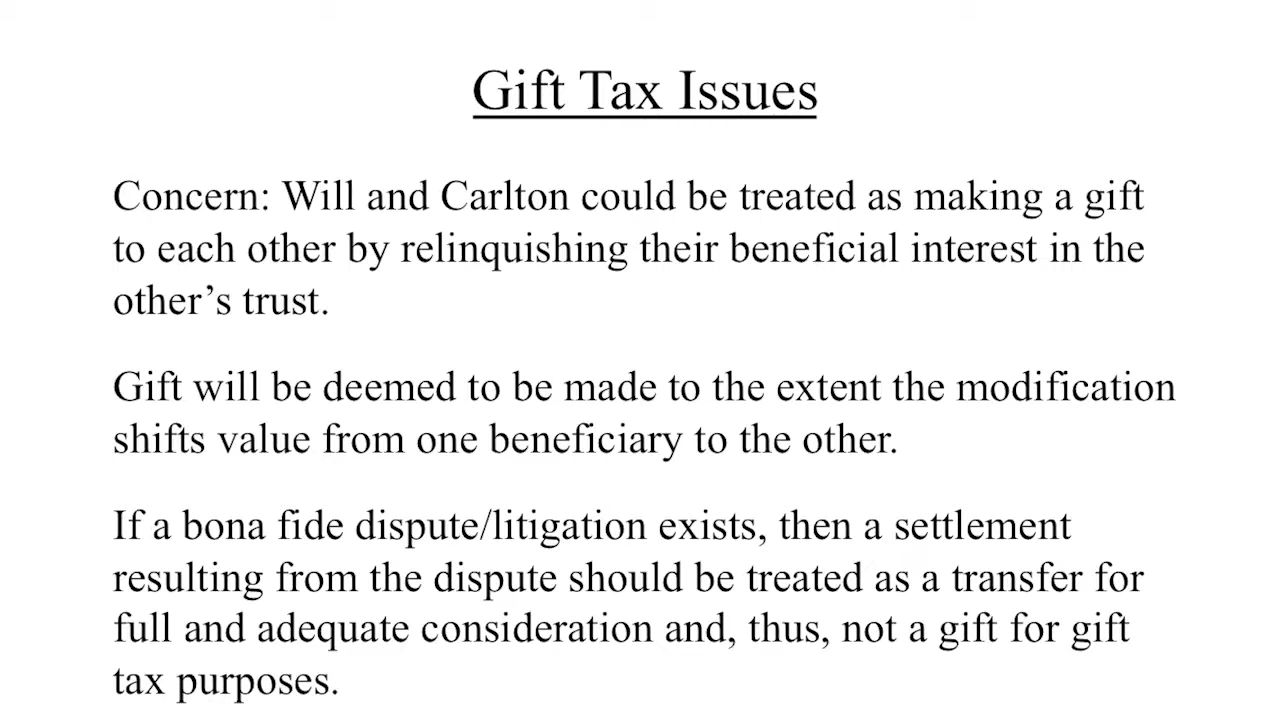 Gift Tax Issues
Concern: Will and Carlton could be treated as making a gift
to each other by relinquishing their beneficial interest in the
other’s trust.
Gift will be deemed to be made to the extent the modification
shifts value from one beneficiary to the other.
If a bona fide dispute/litigation exists, then a settlement
resulting from the dispute should be treated as a transfer for
full and adequate consideration and, thus, not a gift for gift
tax purposes.